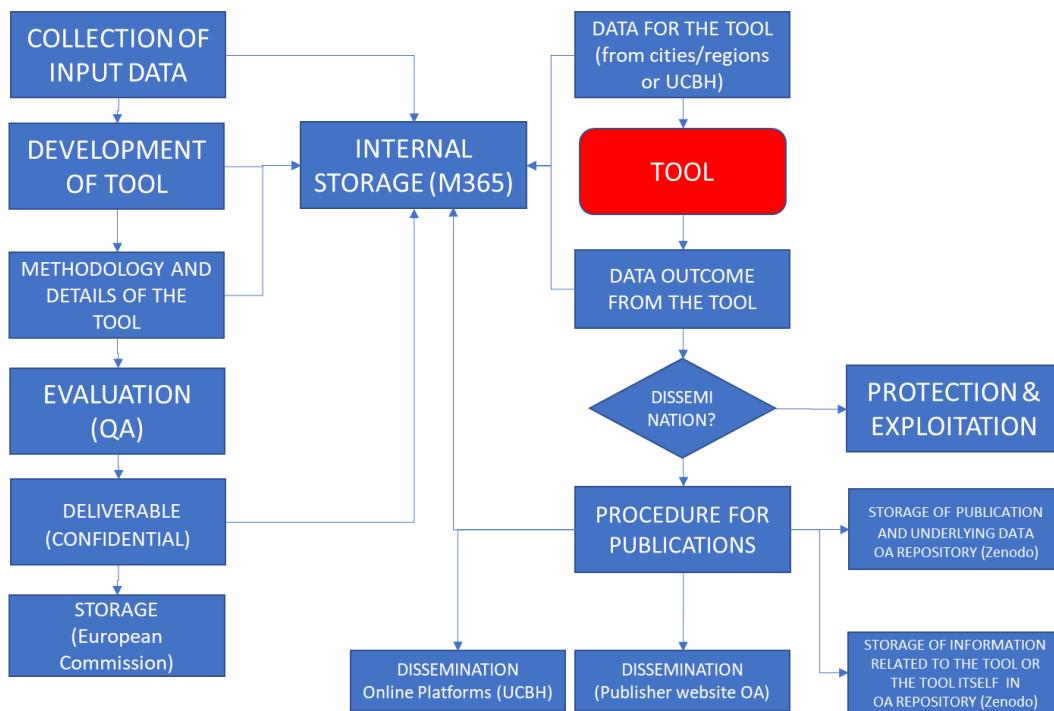 COLLECTION OF
INPUT DATA
DEVELOPMENT
OF TOOL
METHODOLOGY AND
DETAILS OF THE
TOOL
EVALUATION
(QA)
DELIVERABLE
(CONFIDENTIAL)
STORAGE
(European
Commission)
INTERNAL
STORAGE (M365)
DATA FOR THE TOOL
(from cities/regions
or UCBH)
TOOL
DATA OUTCOME
FROM THE TOOL
DISSEMI
NATION?
PROTECTION &
EXPLOITATION
PROCEDURE FOR
PUBLICATIONS
STORAGE OF PUBLICATION
AND UNDERLYING DATA
OA REPOSITORY (Zenodo)
DISSEMINATION
Online Platforms (UCBH)
DISSEMINATION
(Publisher website OA)
STORAGE OF INFORMATION
RELATED TO THE TOOL OR
THE TOOL ITSELF IN
OA REPOSITORY (Zenodo)